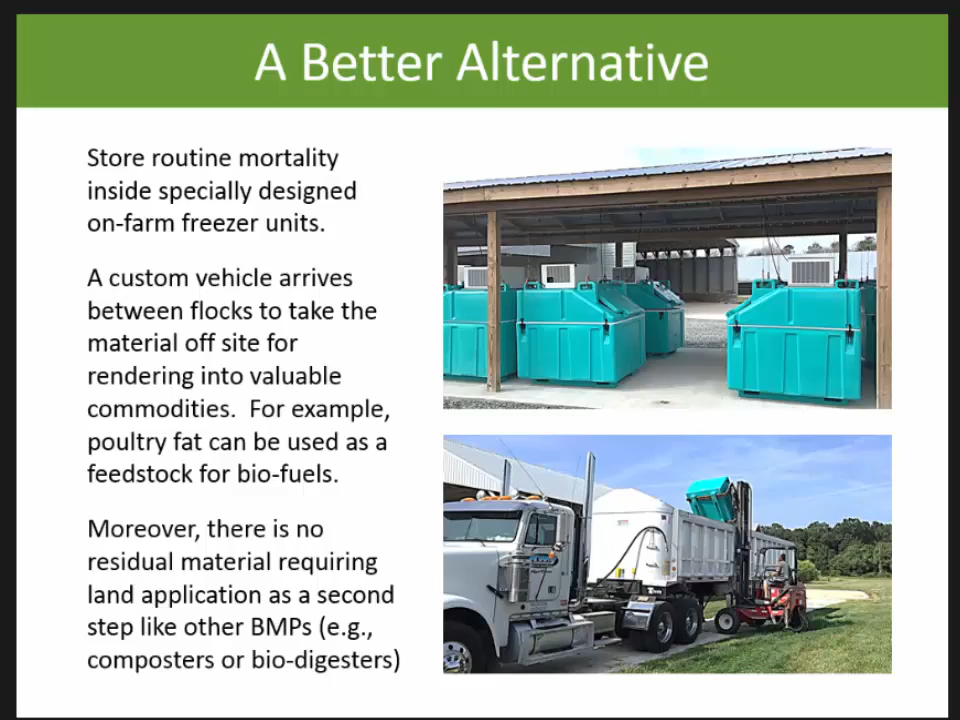 A Better Alternative
Store routine mortality
inside specially designed
on-farm freezer units.
A custom vehicle arrives
between flocks to take the
material off site for
rendering into valuable
commodities.  For example,
poultry fat can be used as a
feedstock for bio-fuels.
Moreover, there is no
residual material requiring
land application as a second
step like other BMPs (e.g.,
composters or bio-digesters)